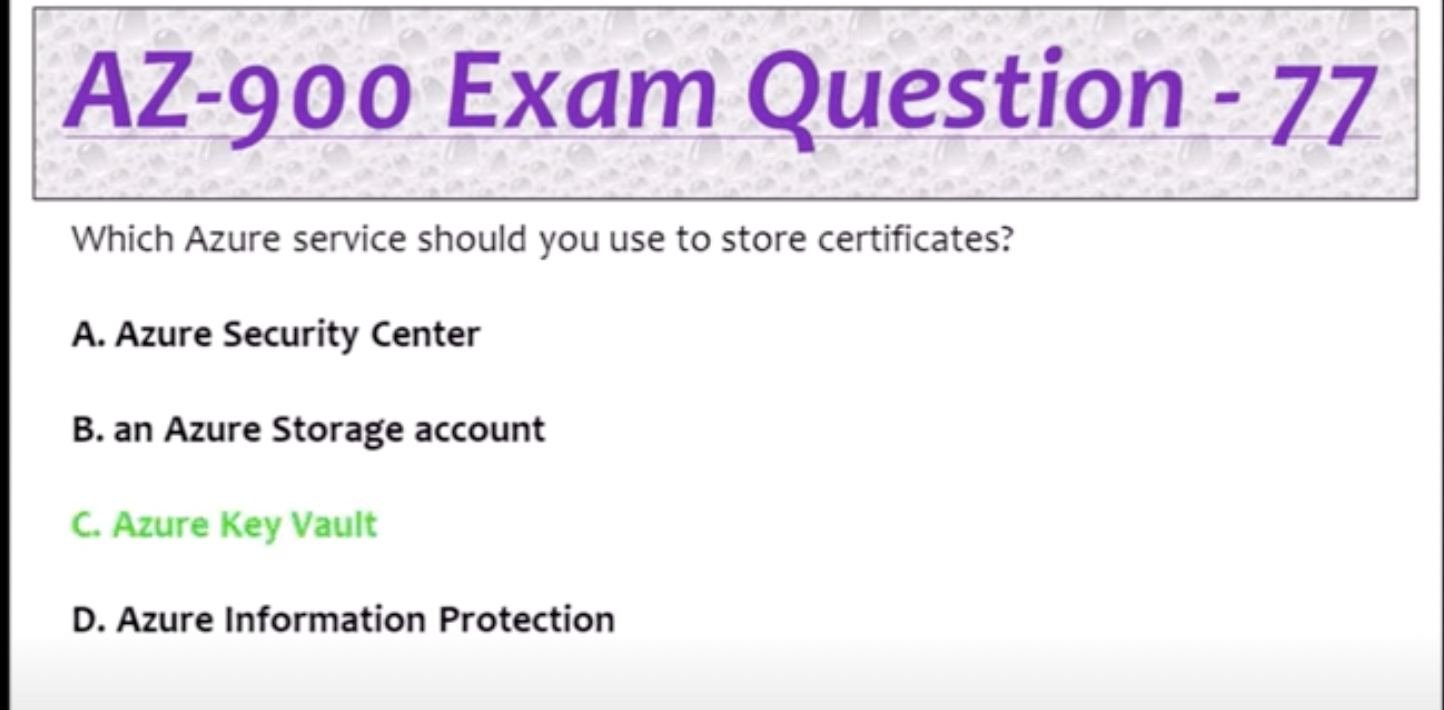 AZ-900 Exam Question - 77
Which Azure service should you use to store certificates?
A. Azure Security Center
B. an Azure Storage account
C. Azure Key Vault
D. Azure Information Protection